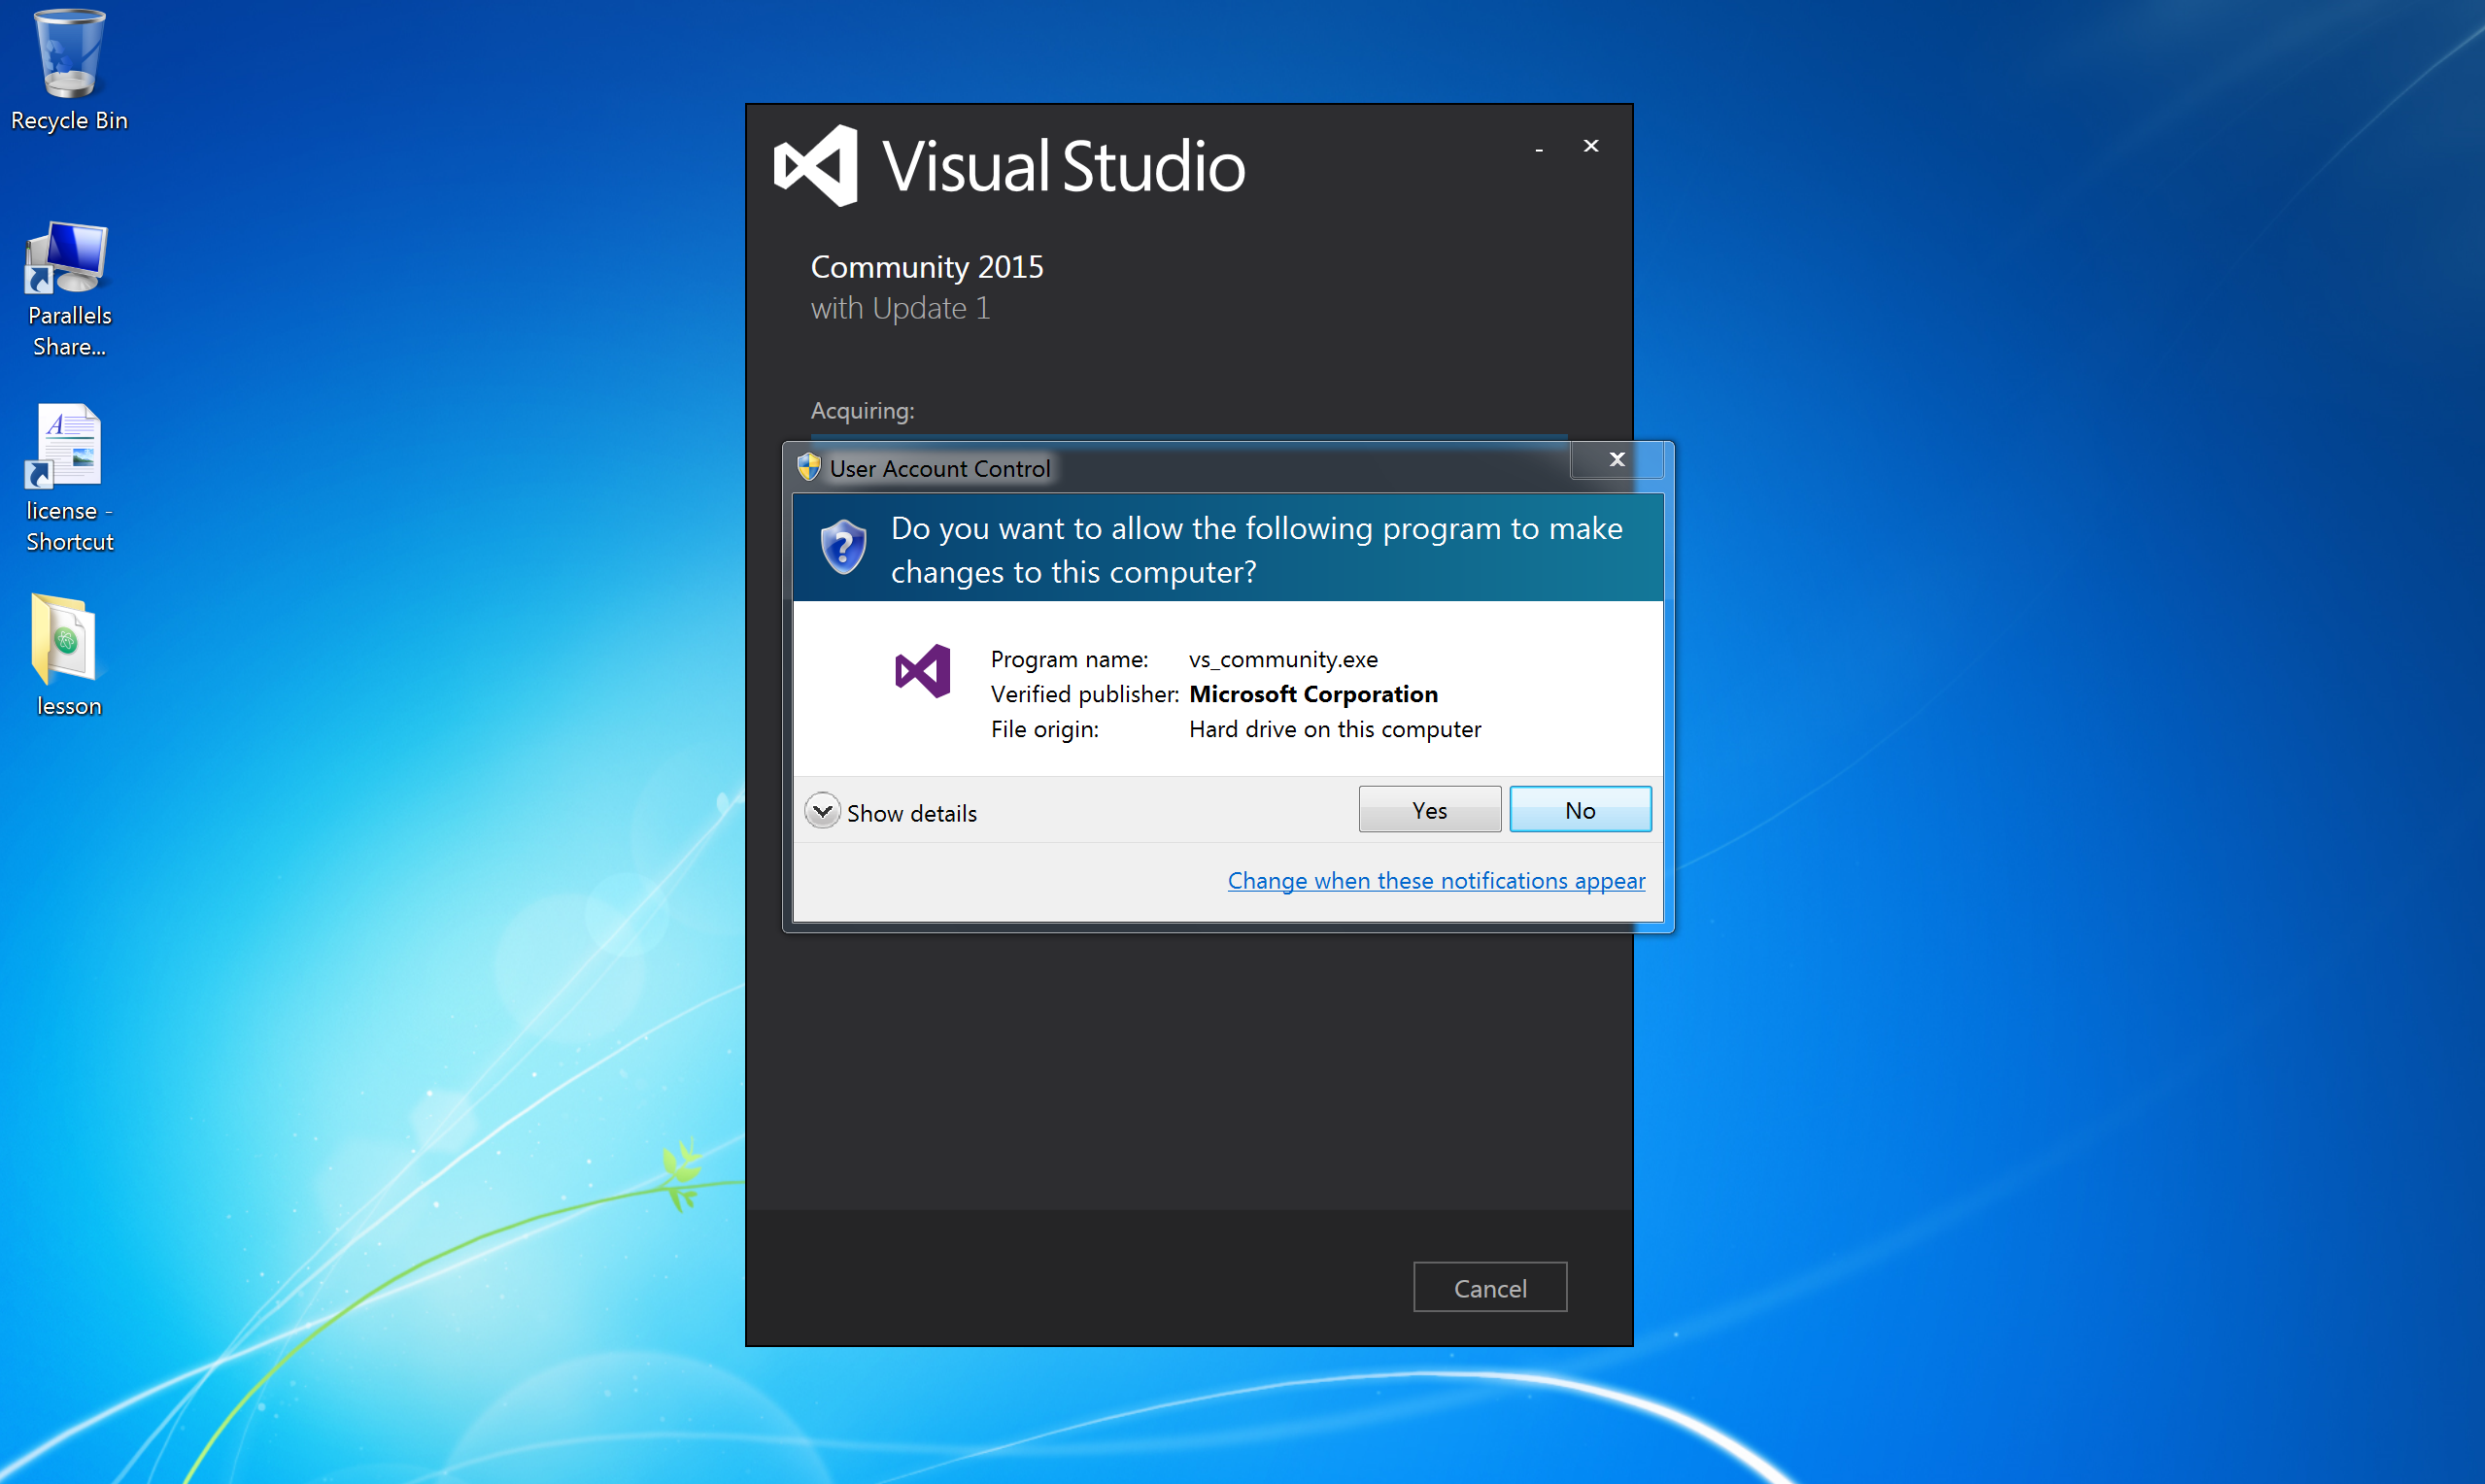 Recycle Bin
Parallels
Share...
license -
Shortcut
lesson
Visual Studio
Community 2015
with Update 1
Acquiring:
User Account Control
Do you want to allow the following program to make
changes to this computer?
Program name: vs_community.exe
Verified publisher: Microsoft Corporation
File origin: Hard drive on this computer
Show details
Yes
No
Change when these notifications appear
Cancel